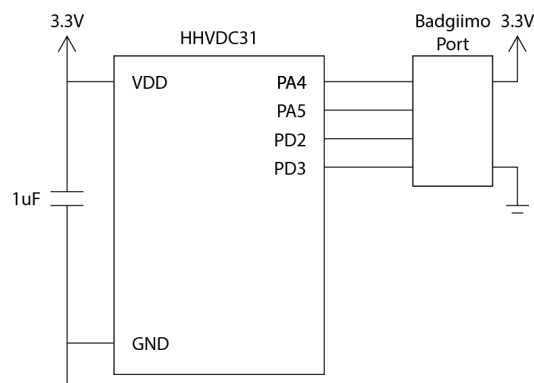 3.3V
HHVDC31
Badgiimo
Port
3.3V
VDD
PA4
PA5
PD2
PD3
1uF
GND